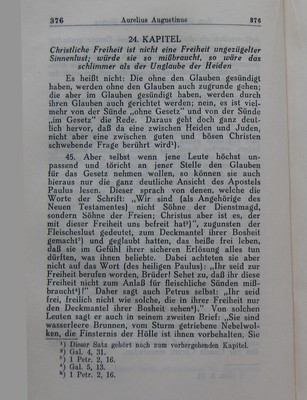 376 Aurelius Augustinus 376
24. KAPITEL
Christliche Freiheit ist nicht eine Freiheit ungezügelter
Sinnenlust; würde sie so mißbraucht, so wäre das
schlimmer als der Unglaube der Heiden
Es heißt nicht: Die ohne den Glauben gesündigt
haben, werden ohne den Glauben auch zugrunde gehen;
die aber im Glauben gesündigt haben, werden durch
ihren Glauben auch gerichtet werden; nein, es ist viel-
mehr von der Sünde „ohne Gesetz" und von der Sünde
„im Gesetz" die Rede. Daraus geht doch ganz deut-
lich hervor, daß da eine zwischen Heiden und Juden,
nicht aber eine zwischen guten und bösen Christen
schwebende Frage berührt wird¹).
45. Aber selbst wenn jene Leute höchst un-
passend und töricht an jener Stelle den Glauben
für das Gesetz nehmen wollen, so können sie auch
hieraus nur die ganz deutliche Ansicht des Apostels
Paulus lesen. Dieser sprach von denen, welche die
Worte der Schrift: „Wir sind (als Angehörige des
Neuen Testamentes) nicht Söhne der Dienstmagd,
sondern Söhne der Freien; Christus aber ist es, der
mit dieser Freiheit uns befreit hat²)", zugunsten der
Fleischeslust gedeutet, zum Deckmantel ihrer Bosheit
gemacht³) und geglaubt hatten, das heiße frei leben,
daß sie im Gefühl ihrer sicheren Erlösung alles tun
dürften, was ihnen beliebte. Dabei achteten sie aber
nicht auf das Wort (des heiligen Paulus): „Ihr seid zur
Freiheit berufen worden, Brüder! Sehet zu, daß ihr diese
Freiheit nicht zum Anlaß für fleischliche Sünden miß-
braucht⁴)!" Daher sagt auch Petrus selbst: „Ihr seid
frei, freilich nicht wie solche, die in ihrer Freiheit nur
den Deckmantel ihrer Bosheit sehen⁵)." Von solchen
Leuten sagt er auch in seinem zweiten Brief: „Sie sind
wasserleere Brunnen, vom Sturm getriebene Nebelwol-
ken, die Finsternis der Hölle ist ihnen vorbehalten. Sie
¹) Dieser Satz gehört noch zum vorhergehenden Kapitel.
²) Gal. 4, 31.
³) 1 Petr. 2, 16.
⁴) Gal. 5, 13.
⁵) 1 Petr. 2, 16.